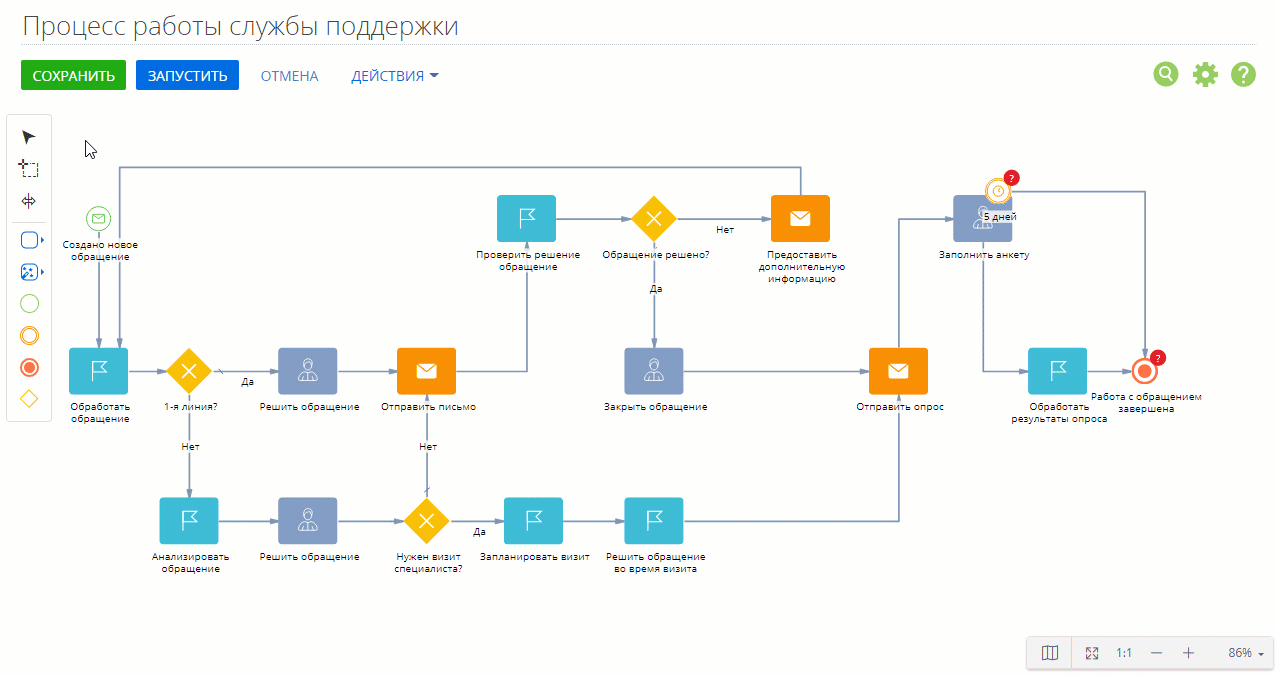 Процесс работы службы поддержки
СОХРАНИТЬ
ЗАПУСТИТЬ
ОТМЕНА
ДЕЙСТВИЯ
?
Создано новое
обращение
Проверить решение
обращение
Обращение решено?
Нет
Предоставить
дополнительную
информацию
?
5 дней
Заполнить анкету
Да
Обработать
обращение
1-я линия?
Да
Решить обращение
Отправить письмо
Закрыть обращение
Отправить опрос
Обработать
результаты опроса
?
Работа с обращением
завершена
Нет
Нет
Анализировать
обращение
Решить обращение
Нужен визит
специалиста?
Да
Запланировать визит
Решить обращение
во время визита
1:1
86%